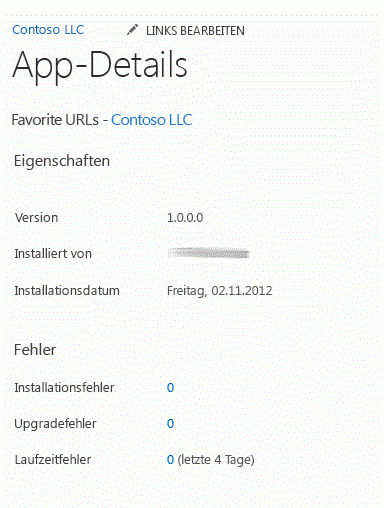 Contoso LLC LINKS BEARBEITEN
App-Details
Favorite URLs - Contoso LLC
Eigenschaften
Version 1.0.0.0
Installiert von
Installationsdatum Freitag, 02.11.2012
Fehler
Installationsfehler 0
Upgradefehler 0
Laufzeitfehler 0 (letzte 4 Tage)